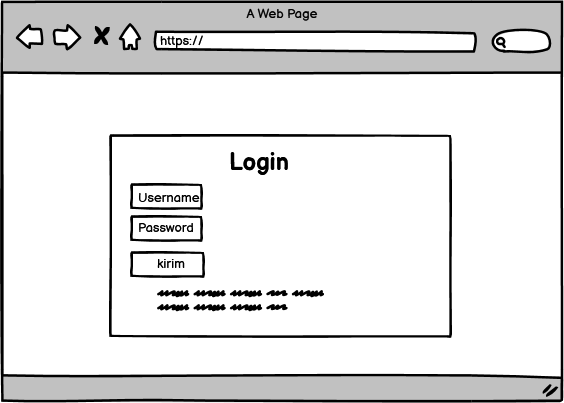 A Web Page
https://
Login
Username
Password
kirim